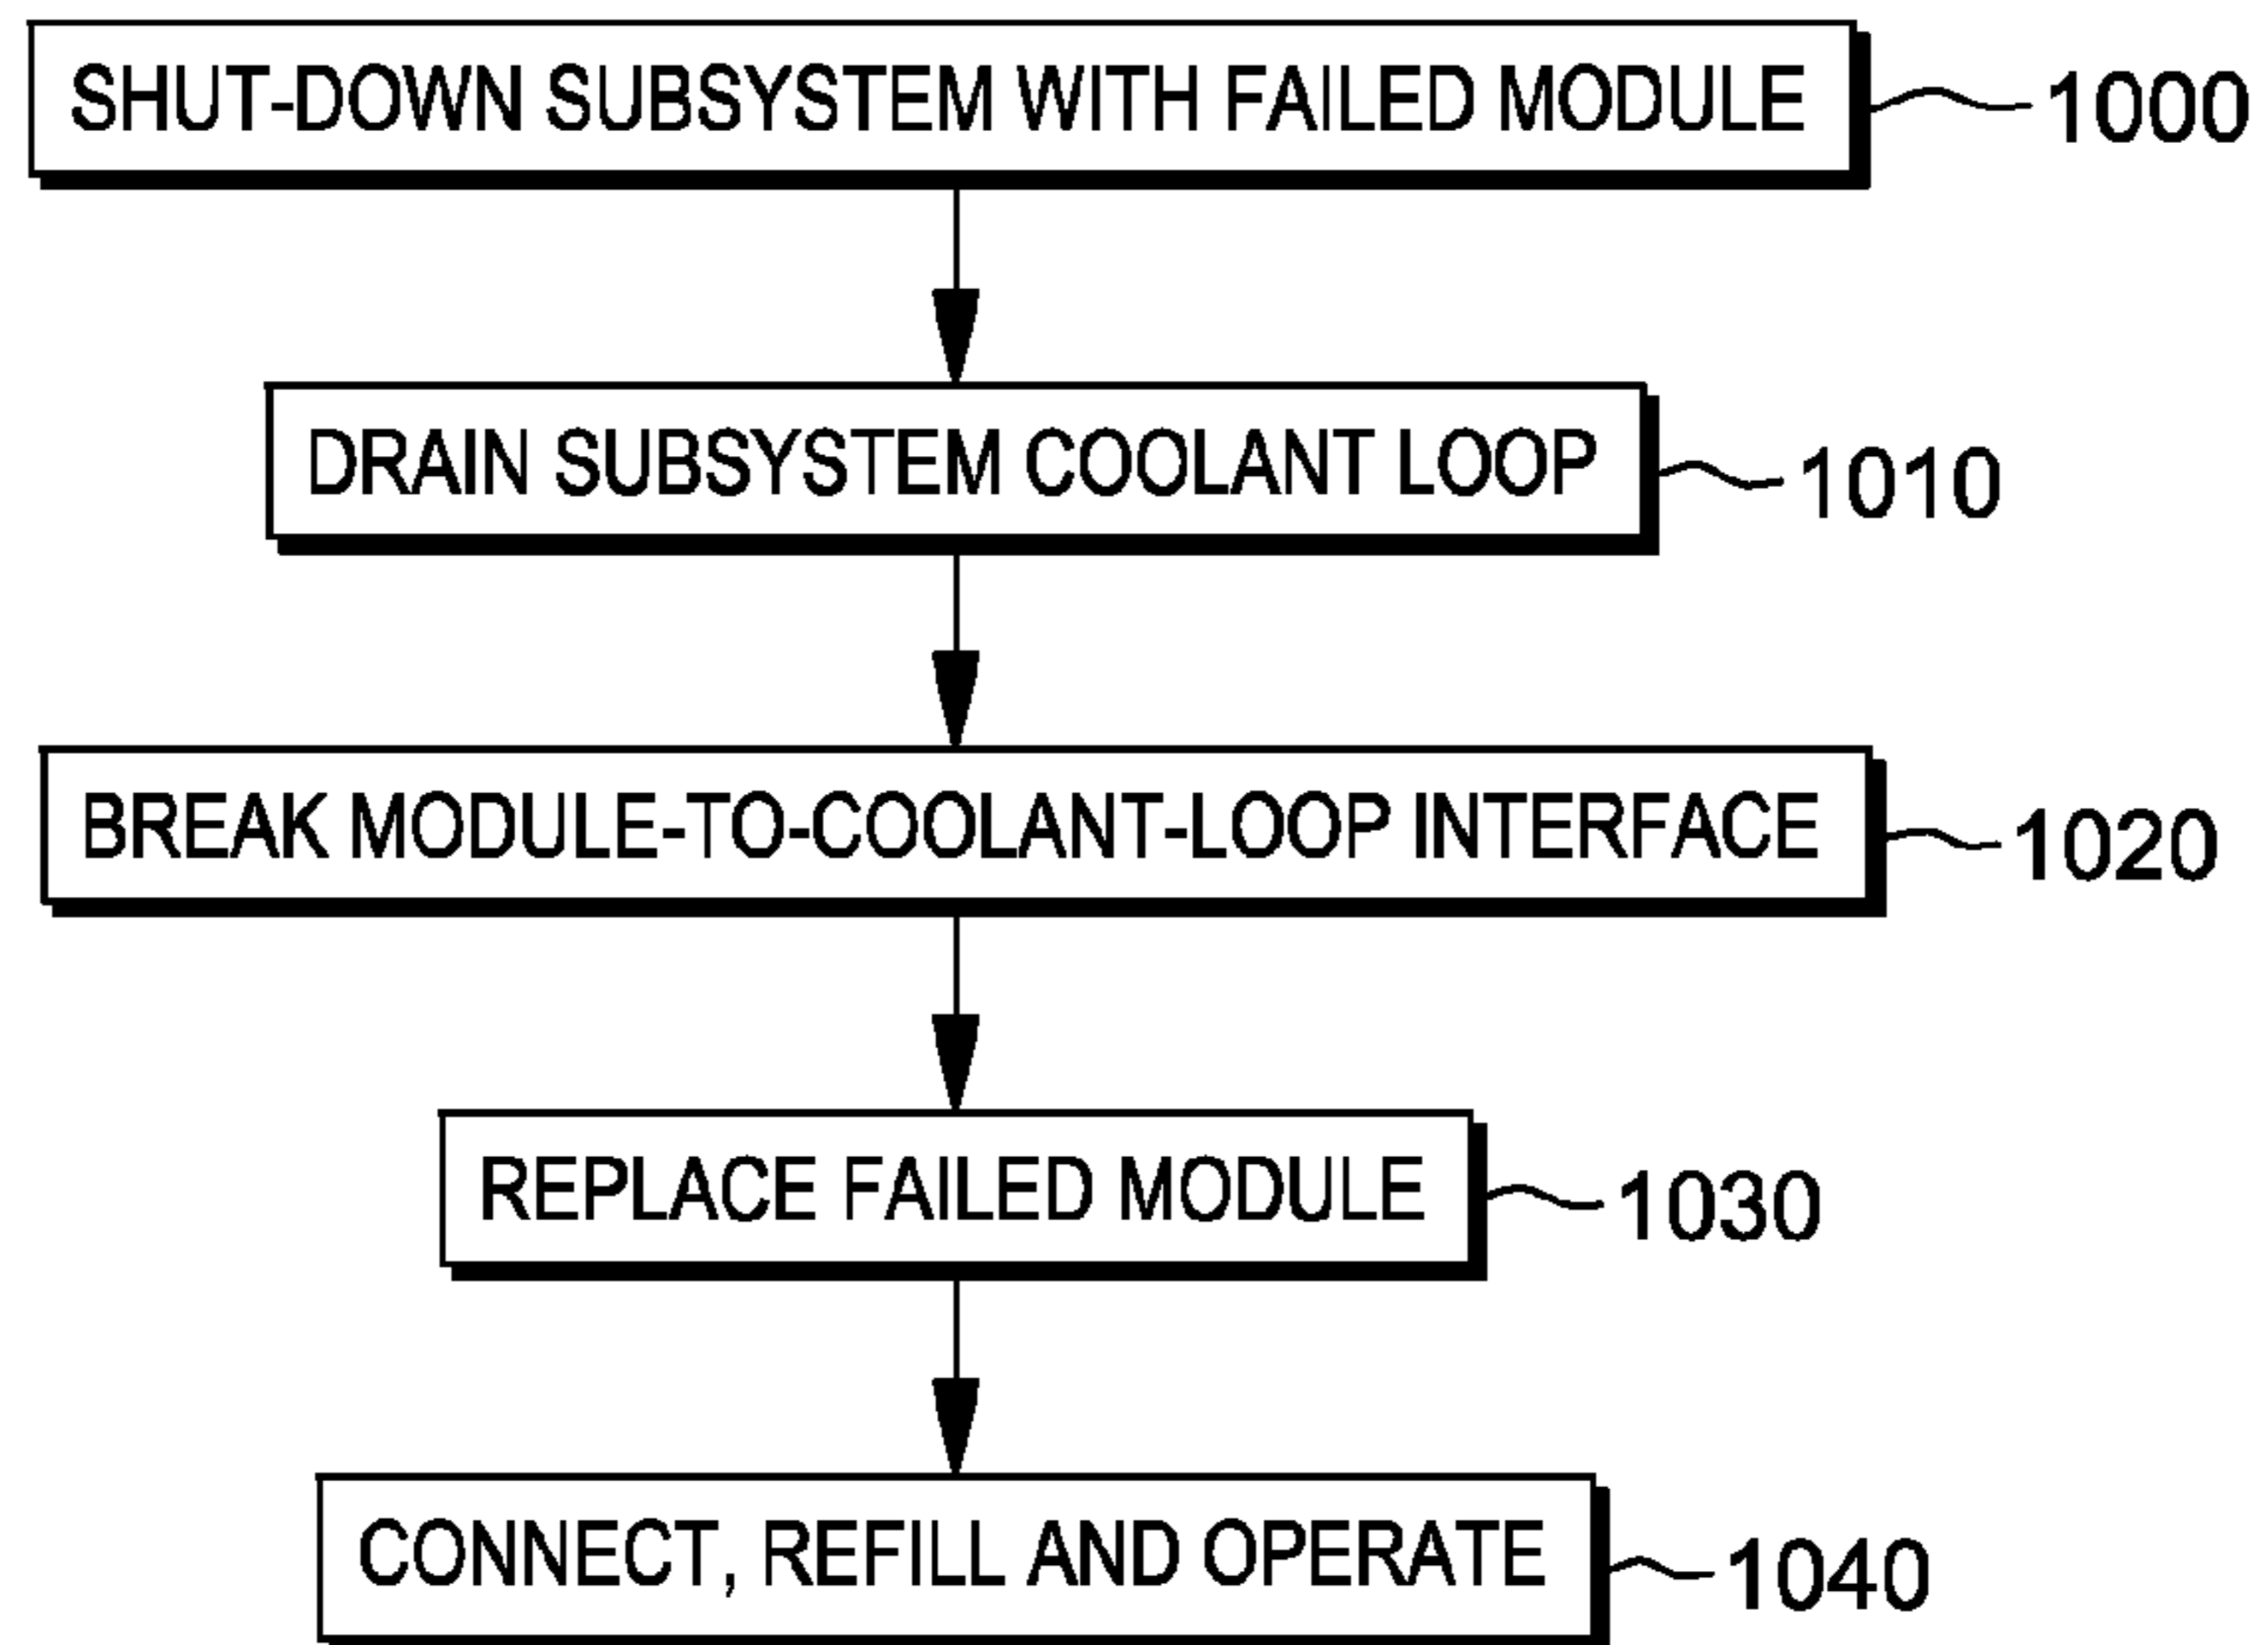 SHUT-DOWN SUBSYSTEM WITH FAILED MODULE 1000
DRAIN SUBSYSTEM COOLANT LOOP 1010
BREAK MODULE-TO-COOLANT-LOOP INTERFACE 1020
REPLACE FAILED MODULE 1030
CONNECT, REFILL AND OPERATE 1040